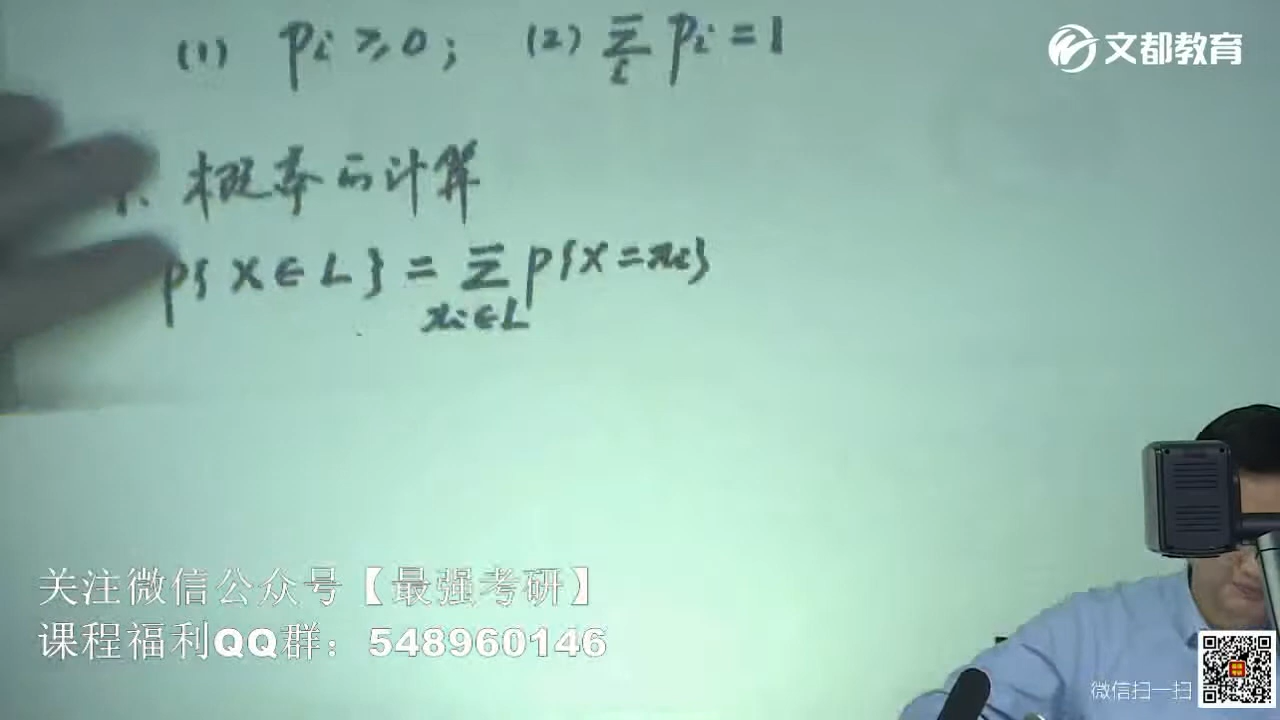 (1) pi ≥ 0; (2) ∑i pi = 1
文都教育
概率的计算
P{X∈L} = ∑xi∈L P{X=xi}
关注微信公众号【最强考研】
课程福利QQ群：548960146
微信扫一扫